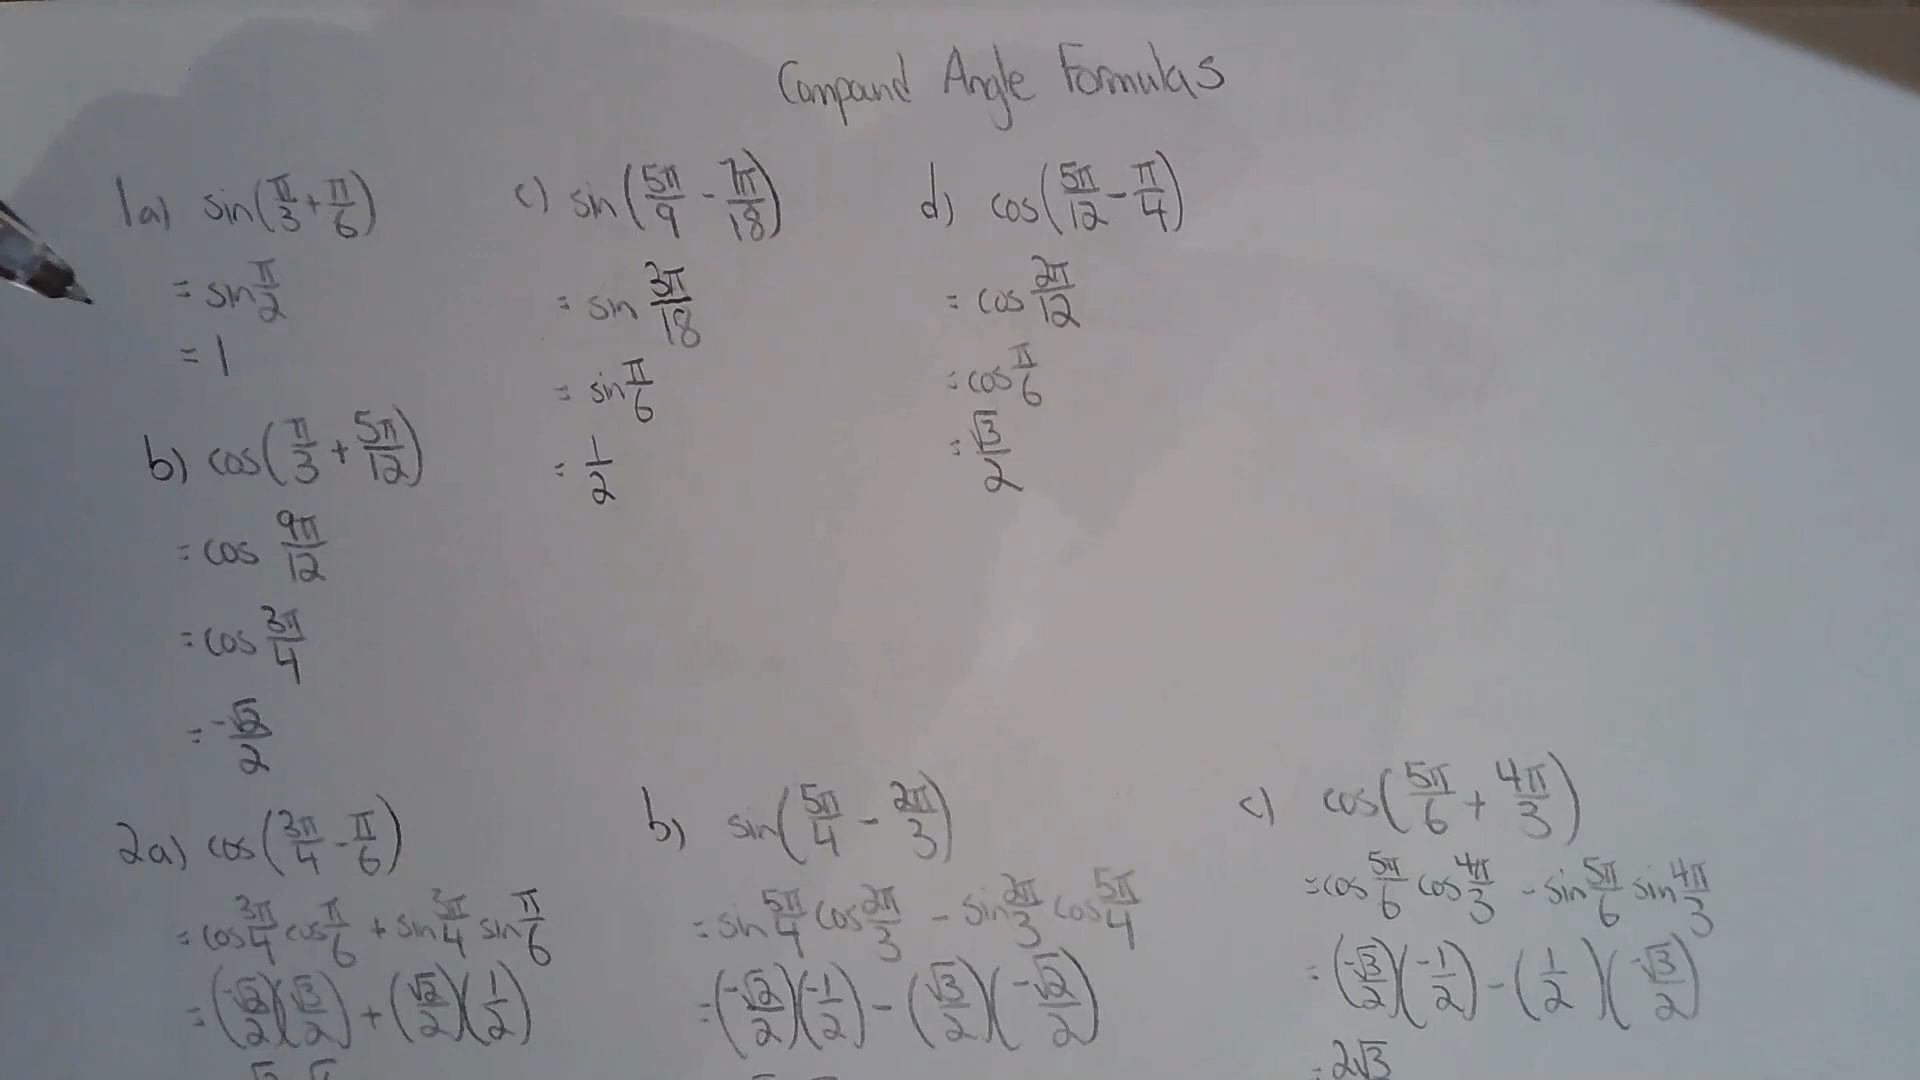 Compound Angle Formulas
1a) sin(π/3 + π/6)
= sin π/2
= 1
b) cos(π/3 + 5π/12)
= cos 9π/12
= cos 3π/4
= -√2/2
c) sin(5π/9 - 7π/18)
= sin 3π/18
= sin π/6
= 1/2
d) cos(5π/12 - π/4)
= cos 2π/12
= cos π/6
= √3/2
2a) cos(3π/4 - π/6)
= cos 3π/4 cos π/6 + sin 3π/4 sin π/6
= (-√2/2)(√3/2) + (√2/2)(1/2)
b) sin(5π/4 - 2π/3)
= sin 5π/4 cos 2π/3 - sin 2π/3 cos 5π/4
= (-√2/2)(-1/2) - (√3/2)(-√2/2)
c) cos(5π/6 + 4π/3)
= cos 5π/6 cos 4π/3 - sin 5π/6 sin 4π/3
= (-√3/2)(-1/2) - (1/2)(-√3/2)
= 2√3